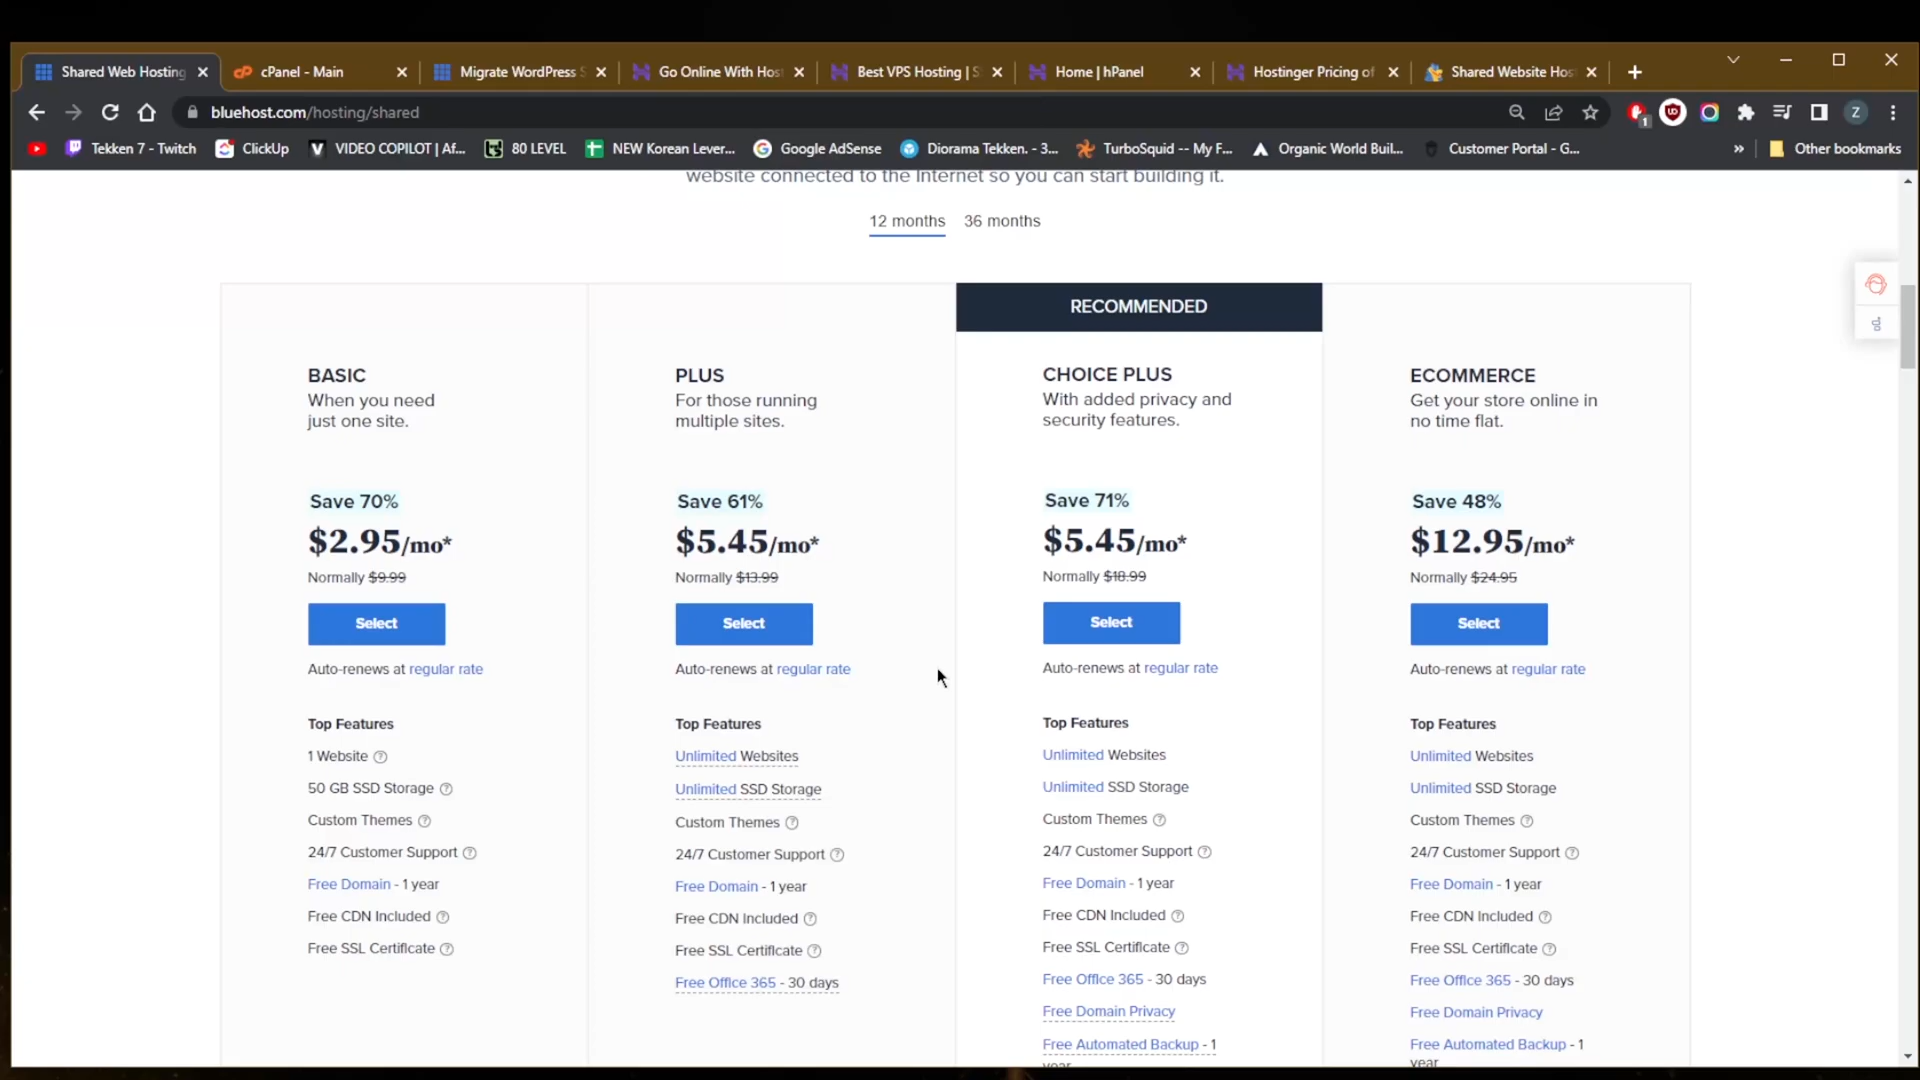 Shared Web Hosting
cPanel - Main
Migrate WordPress S
Go Online With Hos
Best VPS Hosting | S
Home | hPanel
Hostinger Pricing of
Shared Website Hos
bluehost.com/hosting/shared
1
Z
Tekken 7 - Twitch
ClickUp
VIDEO COPILOT | Af...
80 LEVEL
NEW Korean Lever...
Google AdSense
Diorama Tekken. - 3...
TurboSquid -- My F...
Organic World Buil...
Customer Portal - G...
»
Other bookmarks
website connected to the Internet so you can start building it.
12 months 36 months
BASIC
When you need
just one site.
Save 70%
$2.95/mo*
Normally $9.99
Select
Auto-renews at regular rate
Top Features
1 Website
50 GB SSD Storage
Custom Themes
24/7 Customer Support
Free Domain - 1 year
Free CDN Included
Free SSL Certificate
PLUS
For those running
multiple sites.
Save 61%
$5.45/mo*
Normally $13.99
Select
Auto-renews at regular rate
Top Features
Unlimited Websites
Unlimited SSD Storage
Custom Themes
24/7 Customer Support
Free Domain - 1 year
Free CDN Included
Free SSL Certificate
Free Office 365 - 30 days
RECOMMENDED
CHOICE PLUS
With added privacy and
security features.
Save 71%
$5.45/mo*
Normally $18.99
Select
Auto-renews at regular rate
Top Features
Unlimited Websites
Unlimited SSD Storage
Custom Themes
24/7 Customer Support
Free Domain - 1 year
Free CDN Included
Free SSL Certificate
Free Office 365 - 30 days
Free Domain Privacy
Free Automated Backup - 1
year
ECOMMERCE
Get your store online in
no time flat.
Save 48%
$12.95/mo*
Normally $24.95
Select
Auto-renews at regular rate
Top Features
Unlimited Websites
Unlimited SSD Storage
Custom Themes
24/7 Customer Support
Free Domain - 1 year
Free CDN Included
Free SSL Certificate
Free Office 365 - 30 days
Free Domain Privacy
Free Automated Backup - 1
year